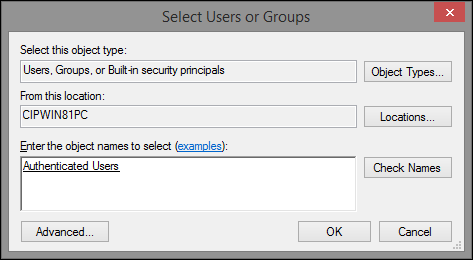 Select Users or Groups
Select this object type:
Users, Groups, or Built-in security principals
Object Types...
From this location:
CIPWIN81PC
Locations...
Enter the object names to select (examples):
Authenticated Users
Check Names
Advanced...
OK
Cancel